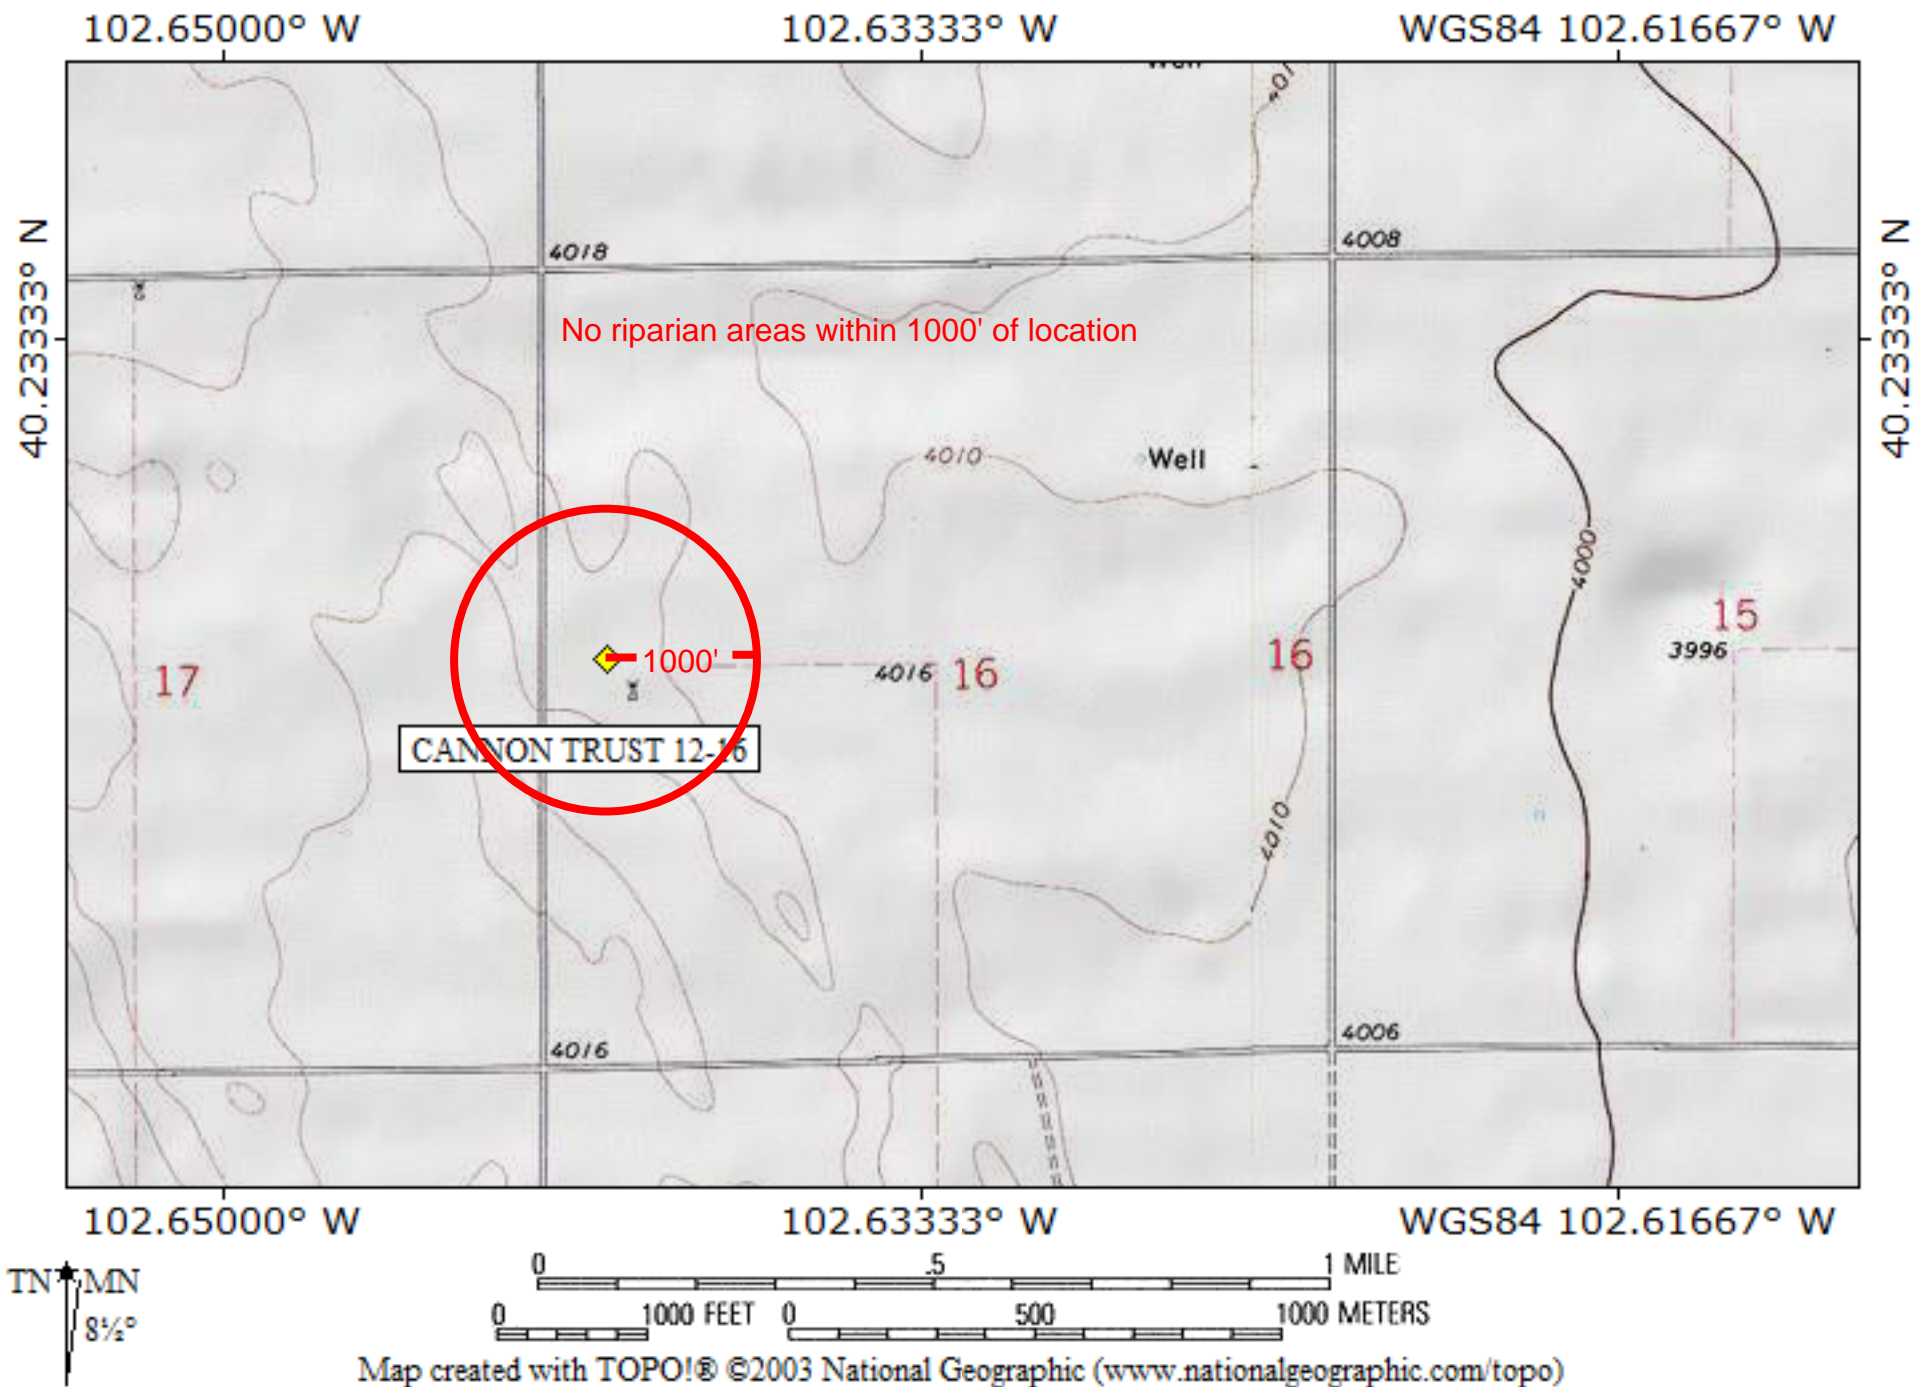 102.65000° W 102.63333° W WGS84 102.61667° W
401
4018
4008
40.23333° N
40.23333° N
No riparian areas within 1000' of location
4010
Well
4000
15
3996
1000'
4016
16
16
17
CANNON TRUST 12-16
4010
4016
4006
102.65000° W 102.63333° W WGS84 102.61667° W
TN MN
8½°
0 .5 1 MILE
0 1000 FEET 0 500 1000 METERS
Map created with TOPO!® ©2003 National Geographic (www.nationalgeographic.com/topo)